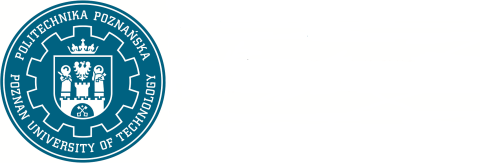 POLITECHNIKA POZNAŃSKA
POZNAN UNIVERSITY OF TECHNOLOGY